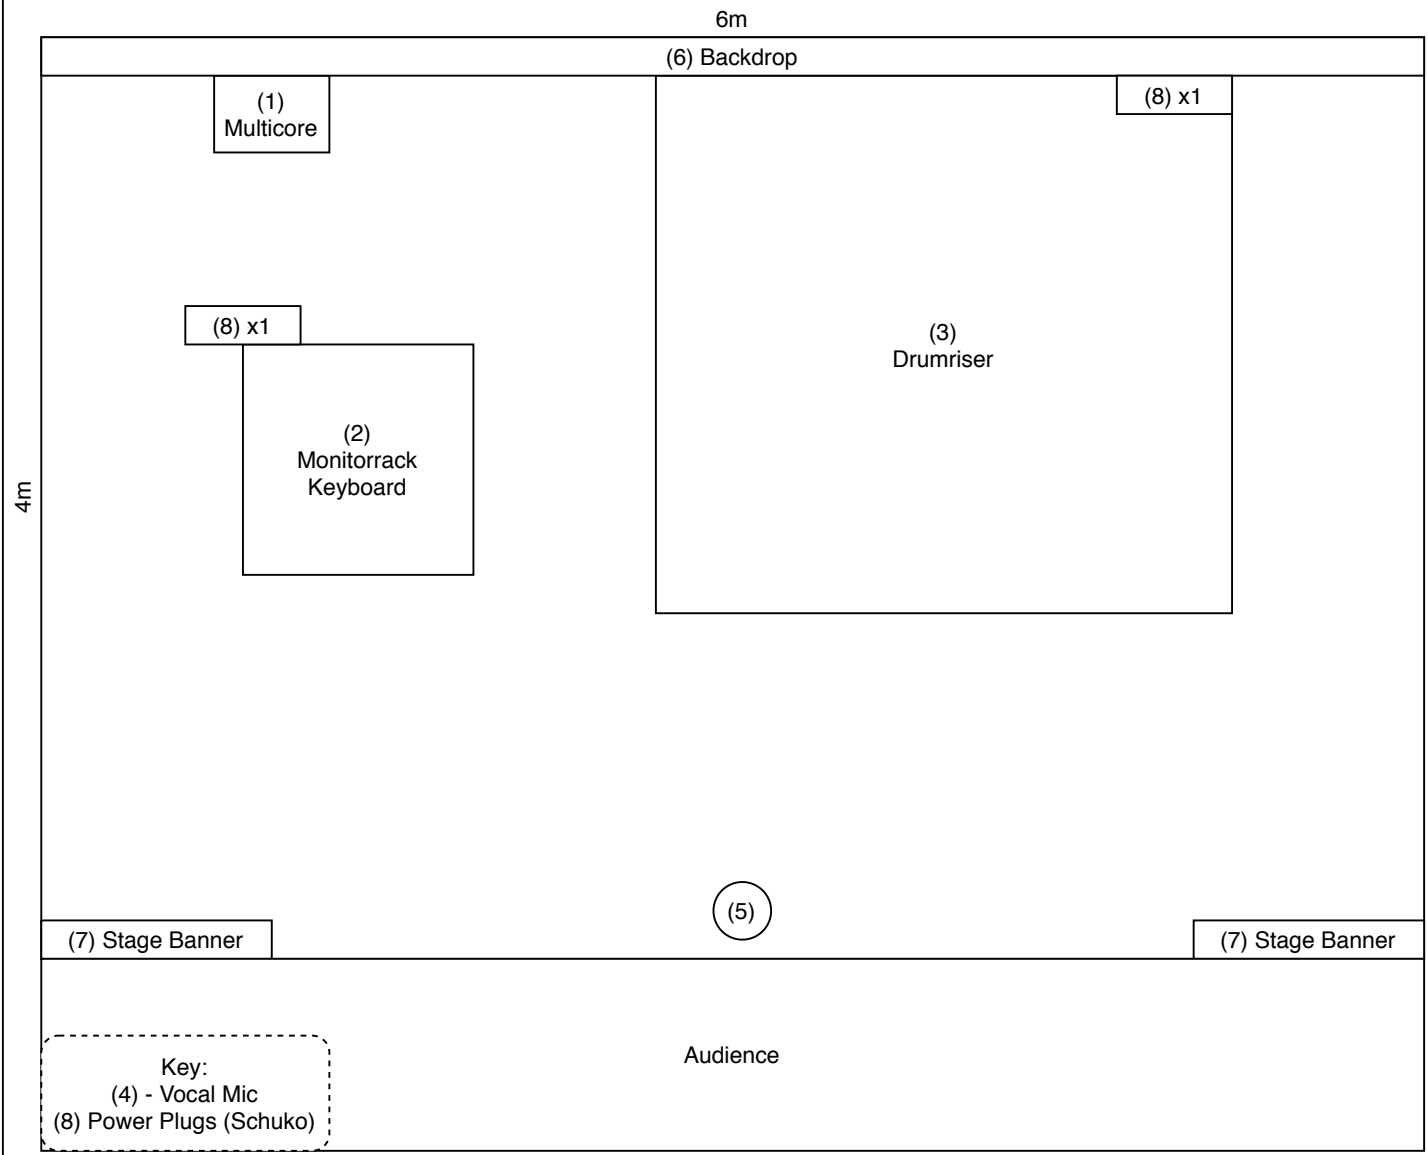 6m
(6) Backdrop
(1)
Multicore
(8) x1
(8) x1
(3)
Drumriser
(2)
Monitorrack
Keyboard
4m
(5)
(7) Stage Banner
(7) Stage Banner
Audience
Key:
(4) - Vocal Mic
(8) Power Plugs (Schuko)